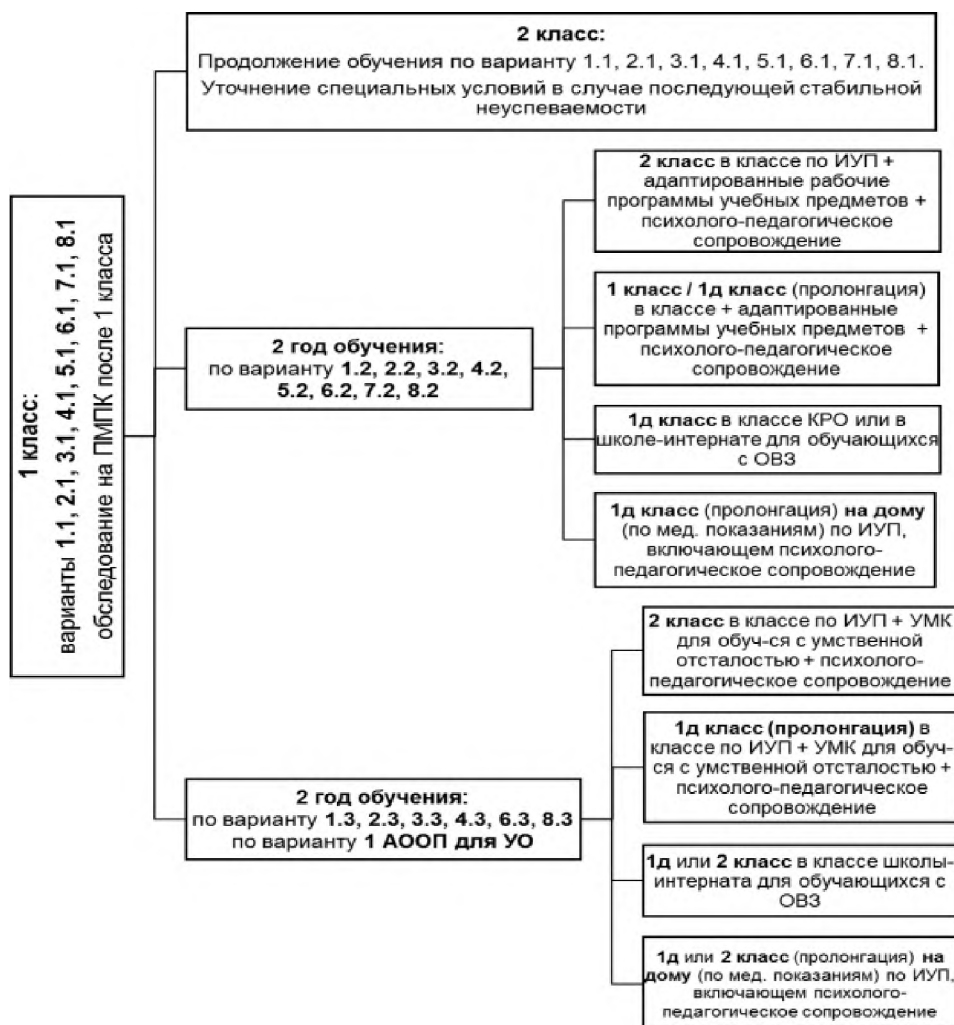 1 класс:
варианты 1.1, 2.1, 3.1, 4.1, 5.1, 6.1, 7.1, 8.1
обследование на ПМПК после 1 класса
2 класс:
Продолжение обучения по варианту 1.1, 2.1, 3.1, 4.1, 5.1, 6.1, 7.1, 8.1.
Уточнение специальных условий в случае последующей стабильной
неуспеваемости
2 год обучения:
по варианту 1.2, 2.2, 3.2, 4.2,
5.2, 6.2, 7.2, 8.2
2 класс в классе по ИУП +
адаптированные рабочие
программы учебных предметов +
психолого-педагогическое
сопровождение
1 класс / 1д класс (пролонгация)
в классе + адаптированные
программы учебных предметов +
психолого-педагогическое
сопровождение
1д класс в классе КРО или в
школе-интернате для обучающихся
с ОВЗ
1д класс (пролонгация) на дому
(по мед. показаниям) по ИУП,
включающем психолого-
педагогическое сопровождение
2 год обучения:
по варианту 1.3, 2.3, 3.3, 4.3, 6.3, 8.3
по варианту 1 АООП для УО
2 класс в классе по ИУП + УМК
для обуч-ся с умственной
отсталостью + психолого-
педагогическое сопровождение
1д класс (пролонгация) в
классе по ИУП + УМК для обуч-
ся с умственной отсталостью +
психолого-педагогическое
сопровождение
1д или 2 класс в классе школы-
интерната для обучающихся с
ОВЗ
1д или 2 класс (пролонгация) на
дому (по мед. показаниям) по ИУП,
включающем психолого-
педагогическое сопровождение